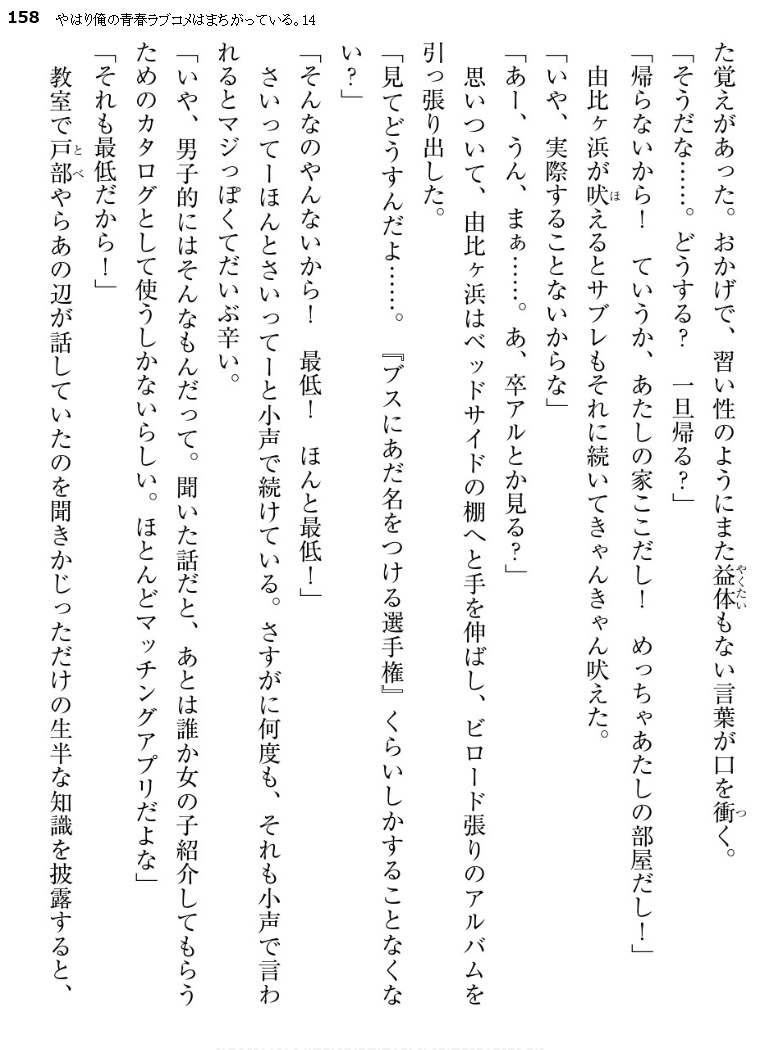 158 やはり俺の青春ラブコメはまちがっている。14
た覚えがあった。おかげで、習い性のようにまた益体もない言葉が口を衝く。
やくたい
つ
「そうだな……。どうする？　一旦帰る？」
「帰らないから！　ていうか、あたしの家ここだし！　めっちゃあたしの部屋だし！」
由比ヶ浜が吠えるとサブレもそれに続いてきゃんきゃん吠えた。
ほ
「いや、実際することないからな」
「あー、うん、まぁ……。あ、卒アルとか見る？」
思いついて、由比ヶ浜はベッドサイドの棚へと手を伸ばし、ビロード張りのアルバムを
引っ張り出した。
「見てどうすんだよ……。『ブスにあだ名をつける選手権』くらいしかすることなくな
い？」
「そんなのやんないから！　最低！　ほんと最低！」
さいってーほんとさいってーと小声で続けている。さすがに何度も、それも小声で言わ
れるとマジっぽくてだいぶ辛い。
「いや、男子的にはそんなもんだって。聞いた話だと、あとは誰か女の子紹介してもらう
ためのカタログとして使うしかないらしい。ほとんどマッチングアプリだよな」
「それも最低だから！」
教室で戸部やらあの辺が話していたのを聞きかじっただけの生半な知識を披露すると、
とべ